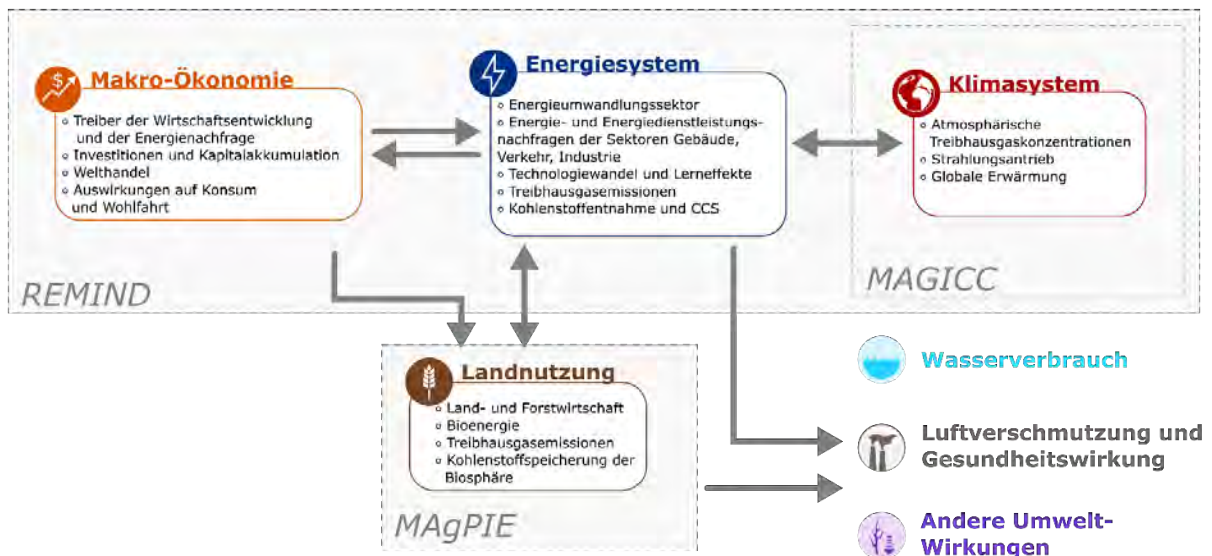 Makro-Ökonomie
∘ Treiber der Wirtschaftsentwicklung
und der Energienachfrage
∘ Investitionen und Kapitalakkumulation
∘ Welthandel
∘ Auswirkungen auf Konsum
und Wohlfahrt
Energiesystem
∘ Energieumwandlungssektor
∘ Energie- und Energiedienstleistungs-
nachfragen der Sektoren Gebäude,
Verkehr, Industrie
∘ Technologiewandel und Lerneffekte
∘ Treibhausgasemissionen
∘ Kohlenstoffentnahme und CCS
Klimasystem
∘ Atmosphärische
Treibhausgaskonzentrationen
∘ Strahlungsantrieb
∘ Globale Erwärmung
REMIND
MAGICC
Landnutzung
∘ Land- und Forstwirtschaft
∘ Bioenergie
∘ Treibhausgasemissionen
∘ Kohlenstoffspeicherung der
Biosphäre
MAgPIE
Wasserverbrauch
Luftverschmutzung und
Gesundheitswirkung
Andere Umwelt-
Wirkungen